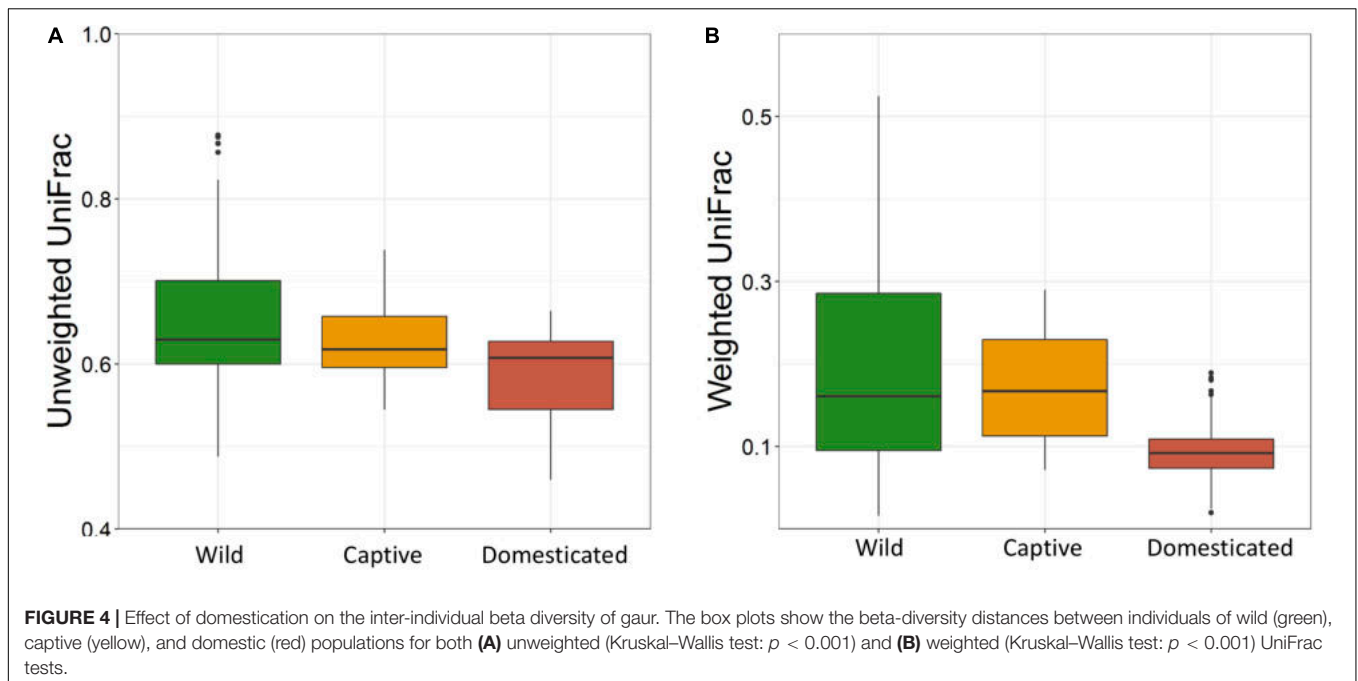 A
B
1.0
0.8
0.6
0.4
Unweighted UniFrac
Wild
Captive
Domesticated
0.5
0.3
0.1
Weighted UniFrac
Wild
Captive
Domesticated
FIGURE 4 | Effect of domestication on the inter-individual beta diversity of gaur. The box plots show the beta-diversity distances between individuals of wild (green),
captive (yellow), and domestic (red) populations for both (A) unweighted (Kruskal–Wallis test: p < 0.001) and (B) weighted (Kruskal–Wallis test: p < 0.001) UniFrac
tests.